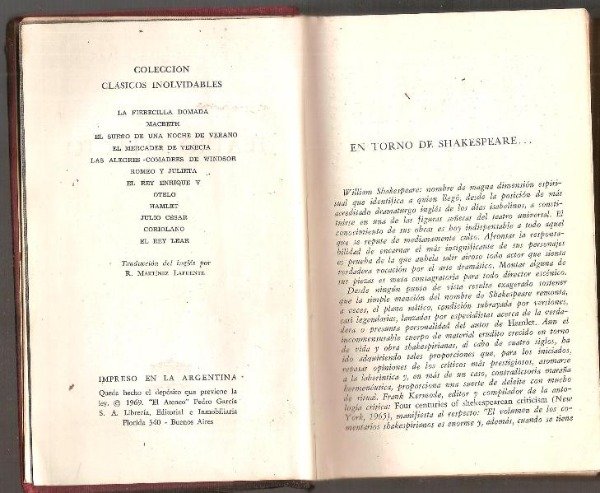 COLECCION
CLASICOS INOLVIDABLES
LA FIERECILLA DOMADA
MACBETH
EL SUEÑO DE UNA NOCHE DE VERANO
EL MERCADER DE VENECIA
LAS ALEGRES COMADRES DE WINDSOR
ROMEO Y JULIETA
EL REY ENRIQUE V
OTELO
HAMLET
JULIO CESAR
CORIOLANO
EL REY LEAR
Traducción del inglés por
R. MARTINEZ LAFUENTE
IMPRESO EN LA ARGENTINA
Queda hecho el depósito que previene la
ley. © 1969. "El Ateneo" Pedro García
S. A. Librería, Editorial e Inmobiliaria
Florida 340 - Buenos Aires
EN TORNO DE SHAKESPEARE...
William Shakespeare: nombre de magna dimensión espiri-
tual que identifica a quien llegó, desde la posición de más
acreditado dramaturgo inglés de los días isabelinos, a consti-
tuirse en una de las figuras señeras del teatro universal. El
conocimiento de sus obras es hoy indispensable a todo aquel
que se repute de medianamente culto. Afrontar la responsa-
bilidad de encarnar el más insignificante de sus personajes
es prueba de la que anhela salir airoso todo actor que sienta
verdadera vocación por el arte dramático. Montar alguna de
sus piezas es meta consagratoria para todo director escénico.
Desde ningún punto de vista resulta exagerado sostener
que la simple mención del nombre de Shakespeare remonta,
a veces, el plano mítico, condición subrayada por versiones,
casi legendarias, lanzadas por especialistas acerca de la verda-
dera o presunta personalidad del autor de Hamlet. Aun el
inconmensurable cuerpo de material erudito crecido en torno
de vida y obra shakespirianas, al cabo de cuatro siglos, ha
ido adquiriendo tales proporciones que, para los iniciados,
rebasar opiniones de los críticos más prestigiosos, asomarse
a la laberíntica y, en más de un caso, contradictoria maraña
hermenéutica, proporciona una suerte de deleite con mucho
de ritual. Frank Kermode, editor y compilador de la anto-
logía crítica: Four centuries of shakespearean criticism (New
York, 1965), manifiesta al respecto: "El volumen de los co-
mentarios shakespirianos es enorme y, además, cuando se tiene